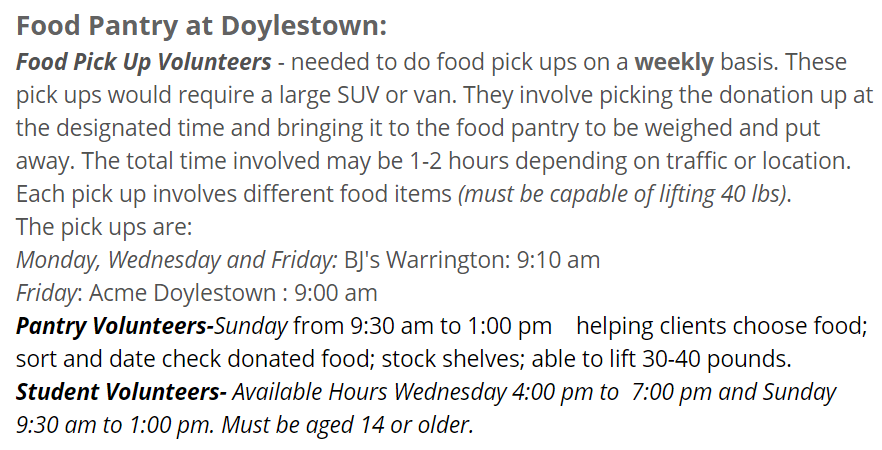 Food Pantry at Doylestown:
Food Pick Up Volunteers - needed to do food pick ups on a weekly basis. These
pick ups would require a large SUV or van. They involve picking the donation up at
the designated time and bringing it to the food pantry to be weighed and put
away. The total time involved may be 1-2 hours depending on traffic or location.
Each pick up involves different food items (must be capable of lifting 40 lbs).
The pick ups are:
Monday, Wednesday and Friday: BJ's Warrington: 9:10 am
Friday: Acme Doylestown : 9:00 am
Pantry Volunteers-Sunday from 9:30 am to 1:00 pm    helping clients choose food;
sort and date check donated food; stock shelves; able to lift 30-40 pounds.
Student Volunteers- Available Hours Wednesday 4:00 pm to  7:00 pm and Sunday
9:30 am to 1:00 pm. Must be aged 14 or older.